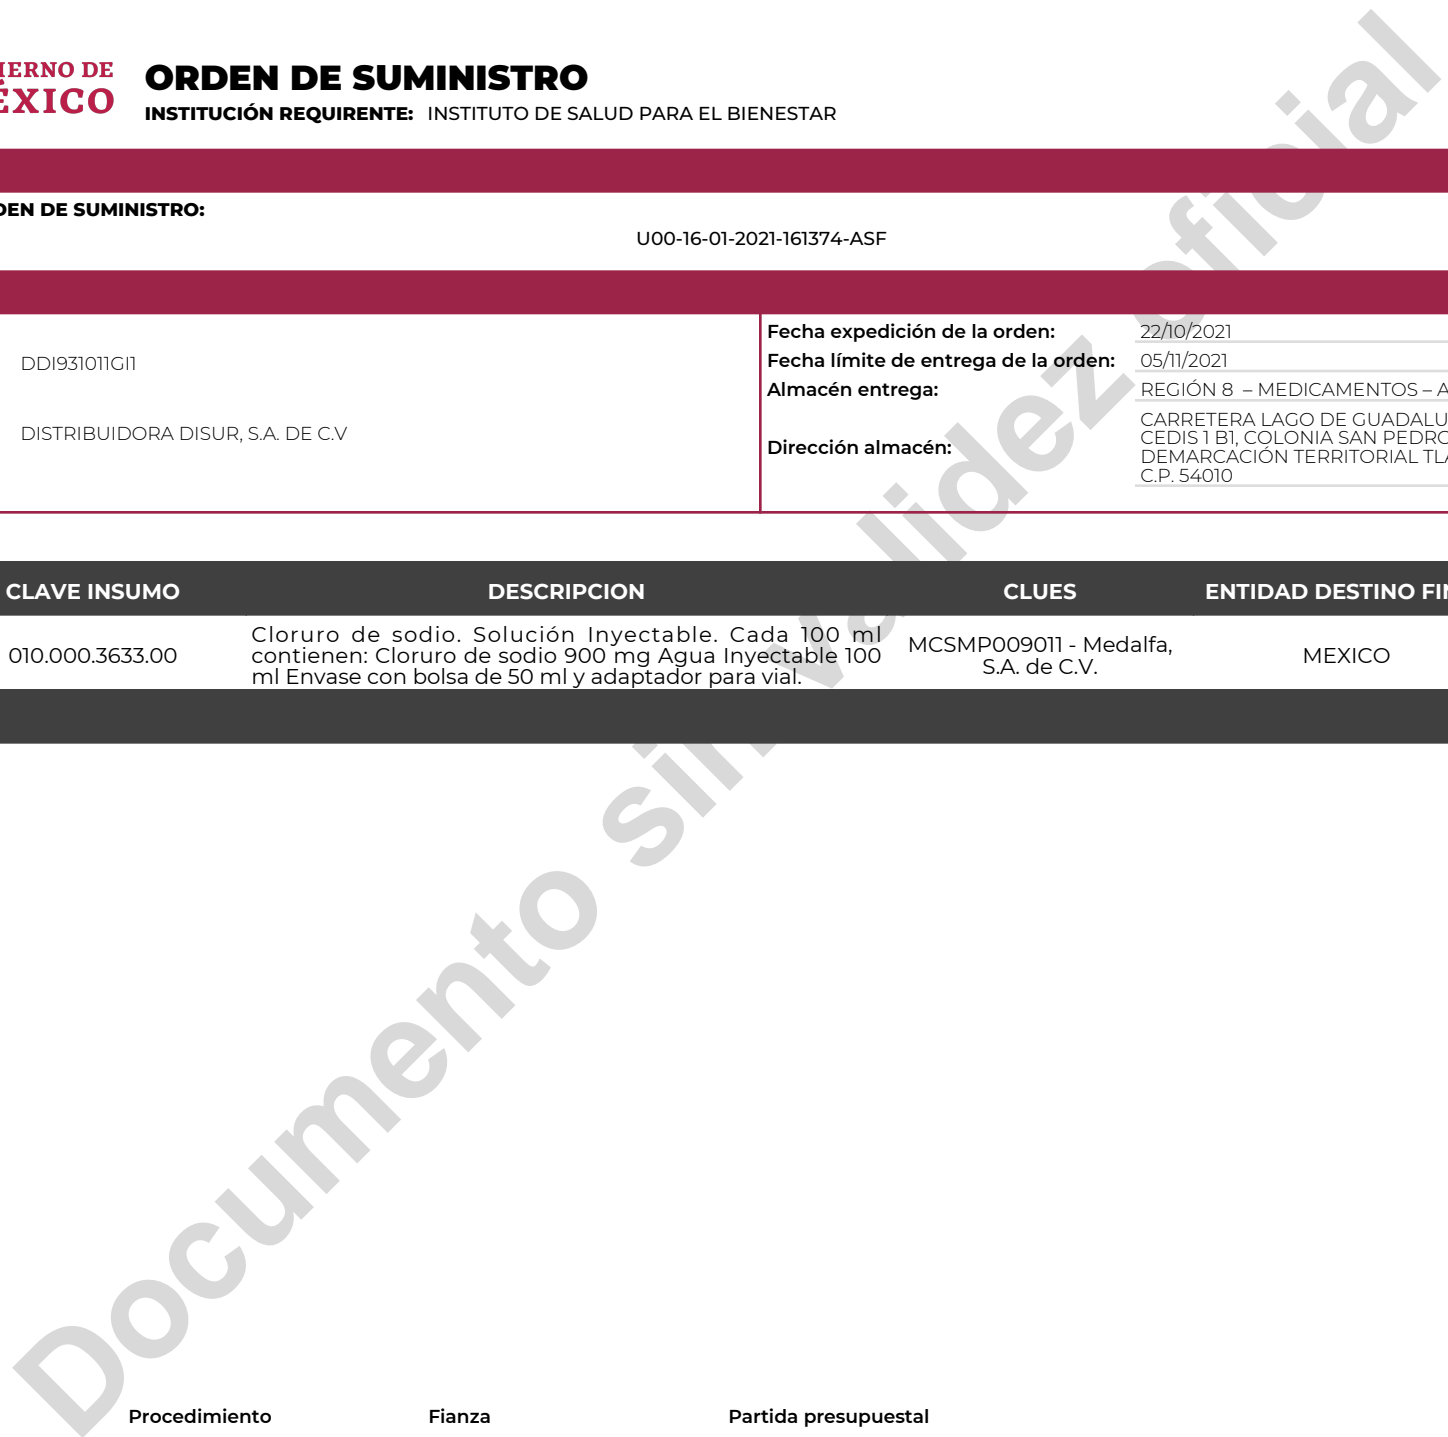 IERNO DE
ÉXICO
ORDEN DE SUMINISTRO
INSTITUCIÓN REQUIRENTE: INSTITUTO DE SALUD PARA EL BIENESTAR
DEN DE SUMINISTRO:
U00-16-01-2021-161374-ASF
DDI931011GI1
DISTRIBUIDORA DISUR, S.A. DE C.V
Fecha expedición de la orden: 22/10/2021
Fecha límite de entrega de la orden: 05/11/2021
Almacén entrega: REGIÓN 8 – MEDICAMENTOS – A
Dirección almacén:
CARRETERA LAGO DE GUADALU
CEDIS 1 B1, COLONIA SAN PEDRO
DEMARCACIÓN TERRITORIAL TLA
C.P. 54010
CLAVE INSUMO DESCRIPCION CLUES ENTIDAD DESTINO FIN
010.000.3633.00
Cloruro de sodio. Solución Inyectable. Cada 100 ml
contienen: Cloruro de sodio 900 mg Agua Inyectable 100
ml Envase con bolsa de 50 ml y adaptador para vial.
MCSMP009011 - Medalfa,
S.A. de C.V.
MEXICO
Documento sin validez oficial
Procedimiento Fianza Partida presupuestal